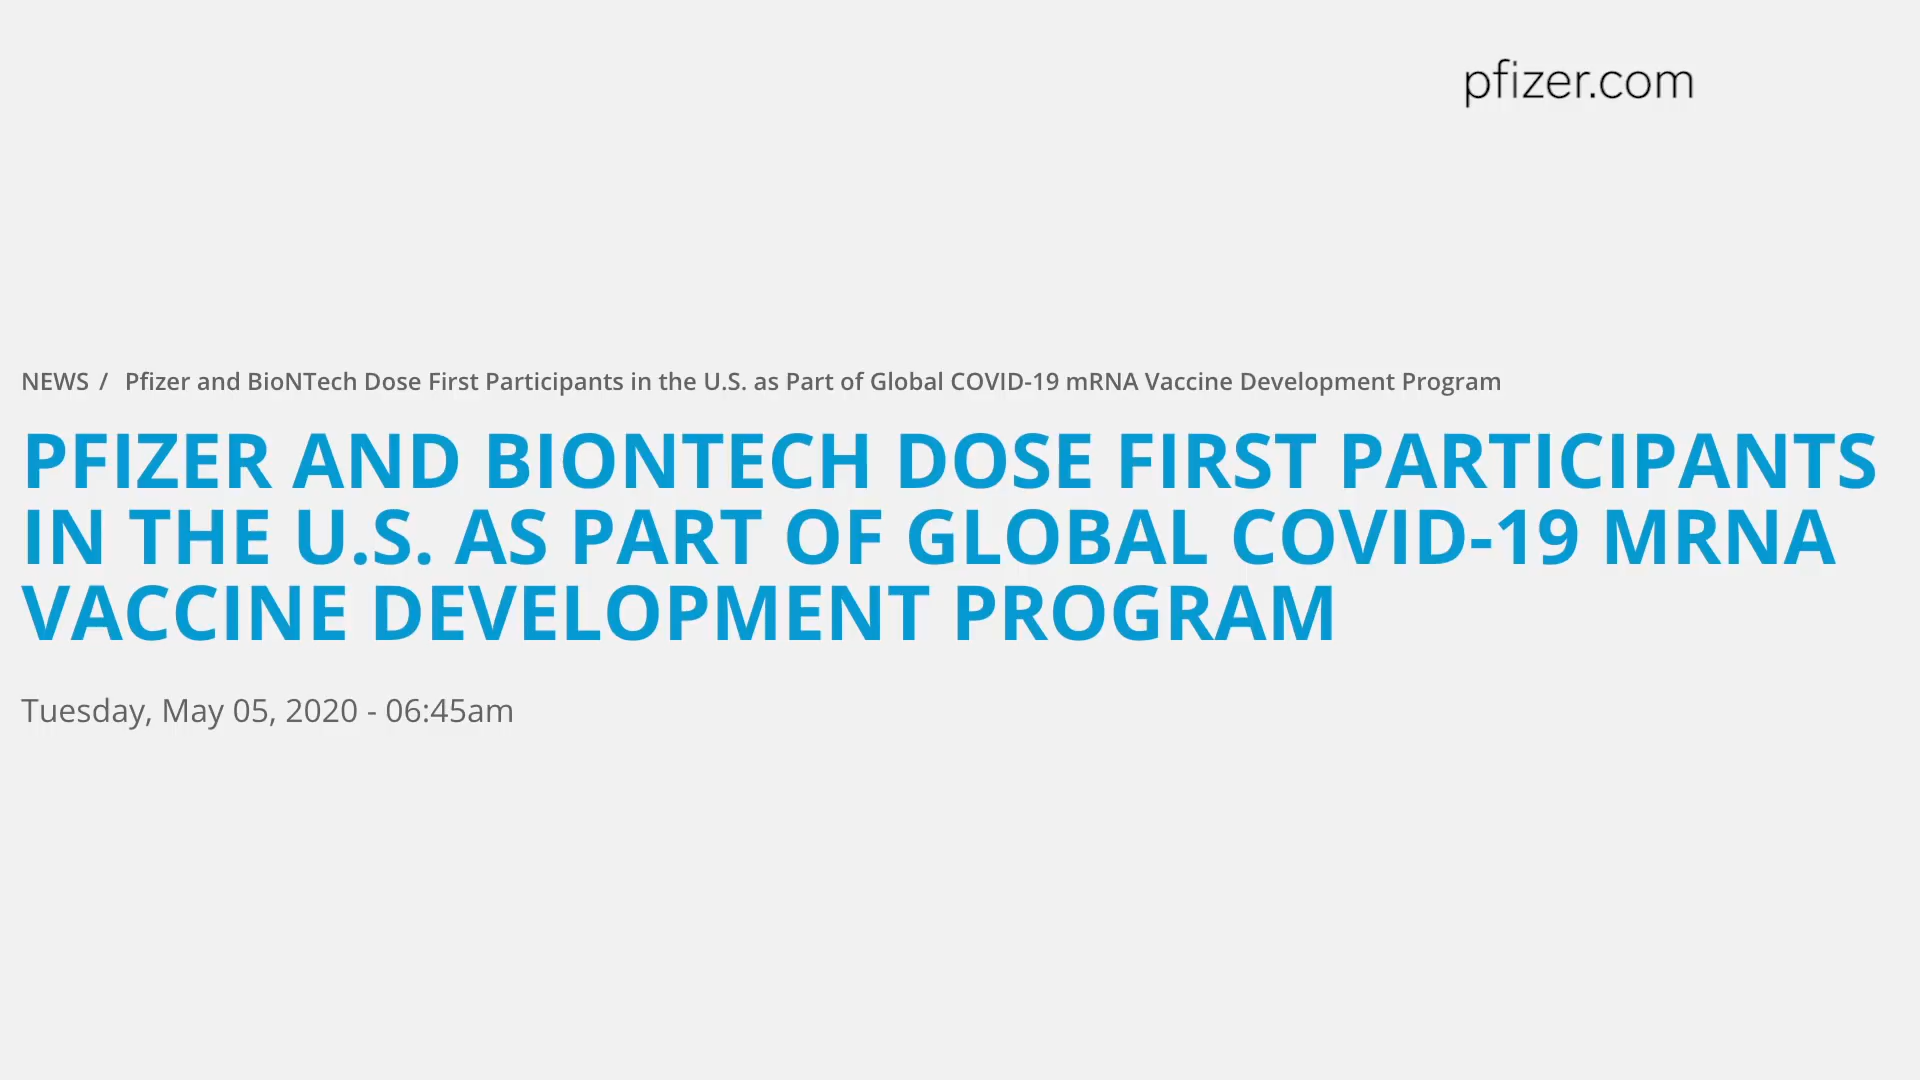 pfizer.com
NEWS / Pfizer and BioNTech Dose First Participants in the U.S. as Part of Global COVID-19 mRNA Vaccine Development Program
PFIZER AND BIONTECH DOSE FIRST PARTICIPANTS
IN THE U.S. AS PART OF GLOBAL COVID-19 MRNA
VACCINE DEVELOPMENT PROGRAM
Tuesday, May 05, 2020 - 06:45am